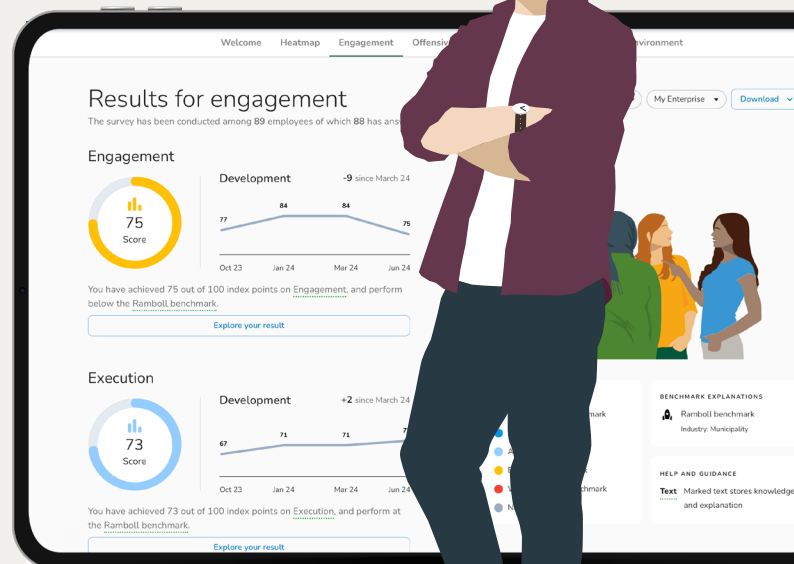 Welcome Heatmap Engagement Offensiv vironment
Results for engagement
My Enterprise Download
The survey has been conducted among 89 employees of which 88 has ans
Engagement
Development -9 since March 24
77 84 84 75
75
Score
Oct 23 Jan 24 Mar 24 Jun 24
You have achieved 75 out of 100 index points on Engagement, and perform
below the Ramboll benchmark.
Explore your result
Execution
Development +2 since March 24
67 71 71
73
Score
Oct 23 Jan 24 Mar 24 Jun 24
You have achieved 73 out of 100 index points on Execution, and perform at
the Ramboll benchmark.
Explore your result
mark
A
k
chmark
N
BENCHMARK EXPLANATIONS
Ramboll benchmark
Industry: Municipality
HELP AND GUIDANCE
Text Marked text stores knowledge
and explanation